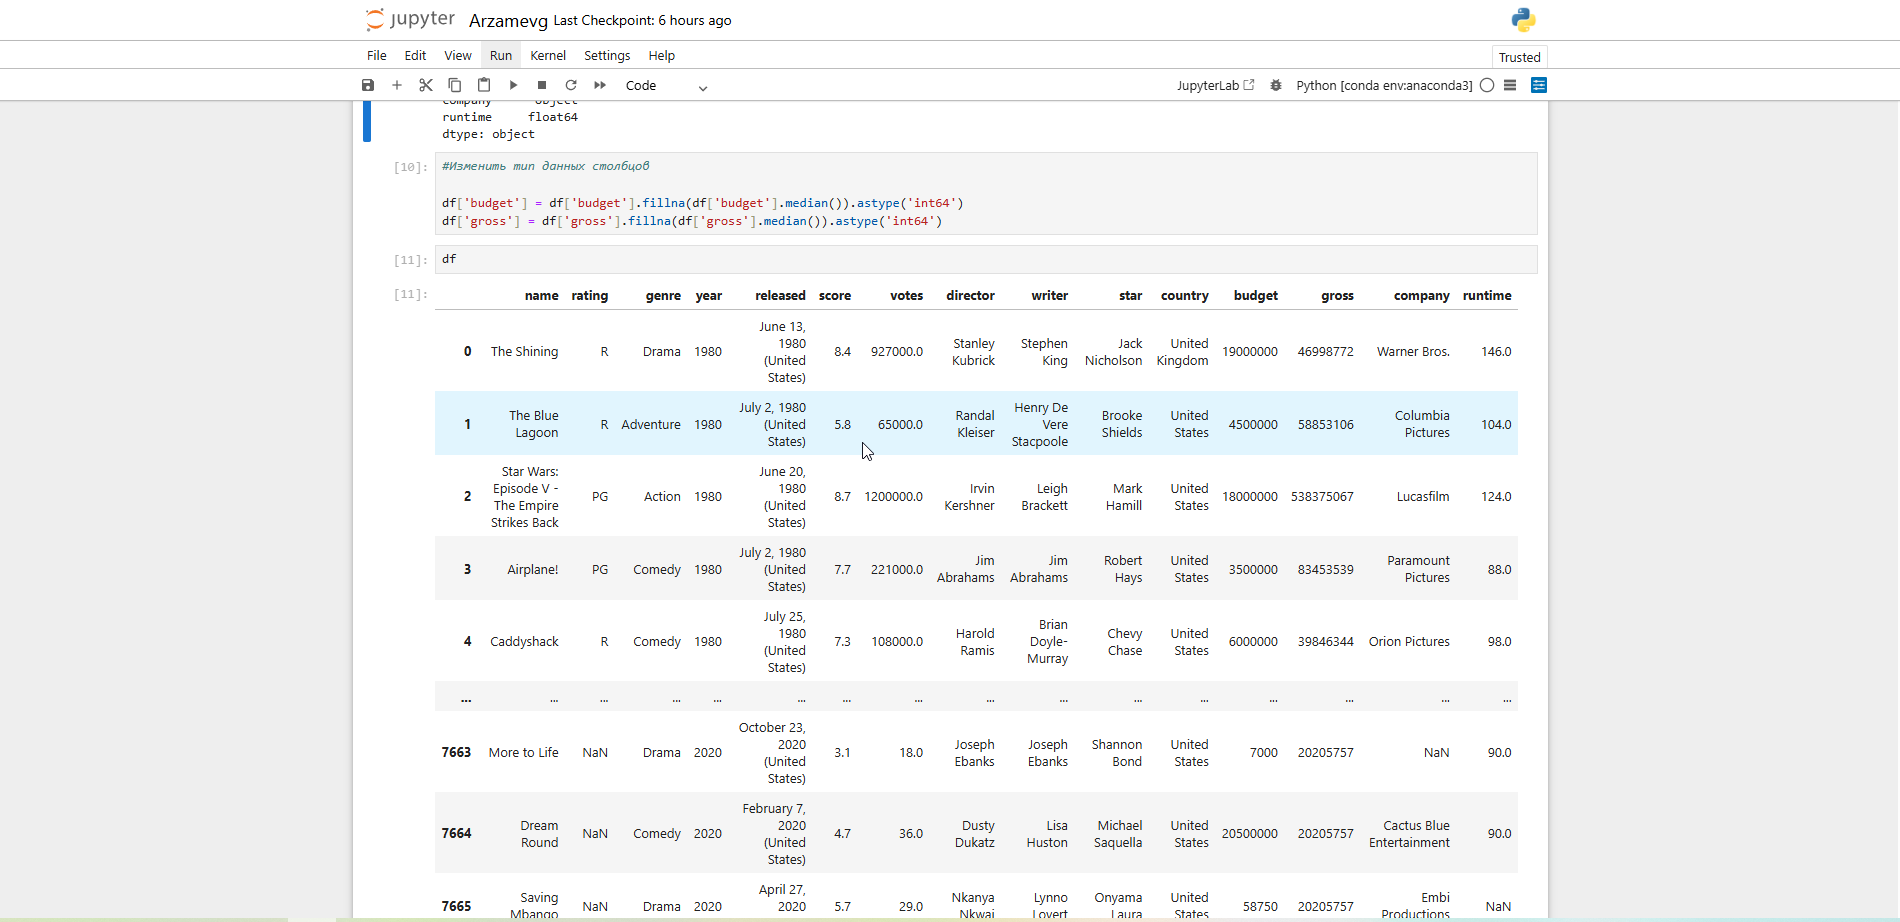 jupyter Arzamevg Last Checkpoint: 6 hours ago
File Edit View Run Kernel Settings Help Trusted
Code JupyterLab Python [conda env:anaconda3]
company object
runtime float64
dtype: object
[10]: #Изменить тип данных столбцов
df['budget'] = df['budget'].fillna(df['budget'].median()).astype('int64')
df['gross'] = df['gross'].fillna(df['gross'].median()).astype('int64')
[11]: df
[11]: name rating genre year released score votes director writer star country budget gross company runtime
0 The Shining R Drama 1980 June 13, 1980 (United States) 8.4 927000.0 Stanley Kubrick Stephen King Jack Nicholson United Kingdom 19000000 46998772 Warner Bros. 146.0
1 The Blue Lagoon R Adventure 1980 July 2, 1980 (United States) 5.8 65000.0 Randal Kleiser Henry De Vere Stacpoole Brooke Shields United States 4500000 58853106 Columbia Pictures 104.0
2 Star Wars: Episode V - The Empire Strikes Back PG Action 1980 June 20, 1980 (United States) 8.7 1200000.0 Irvin Kershner Leigh Brackett Mark Hamill United States 18000000 538375067 Lucasfilm 124.0
3 Airplane! PG Comedy 1980 July 2, 1980 (United States) 7.7 221000.0 Jim Abrahams Jim Abrahams Robert Hays United States 3500000 83453539 Paramount Pictures 88.0
4 Caddyshack R Comedy 1980 July 25, 1980 (United States) 7.3 108000.0 Harold Ramis Brian Doyle-Murray Chevy Chase United States 6000000 39846344 Orion Pictures 98.0
... ... ... ... ... ... ... ... ... ... ... ... ... ... ... ...
7663 More to Life NaN Drama 2020 October 23, 2020 (United States) 3.1 18.0 Joseph Ebanks Joseph Ebanks Shannon Bond United States 7000 20205757 NaN 90.0
7664 Dream Round NaN Comedy 2020 February 7, 2020 (United States) 4.7 36.0 Dusty Dukatz Lisa Huston Michael Saquella United States 20500000 20205757 Cactus Blue Entertainment 90.0
7665 Saving Mbango NaN Drama 2020 April 27, 2020 5.7 29.0 Nkanya Nkwai Lynno Lovert Onyama Laura United States 58750 20205757 Embi Productions NaN